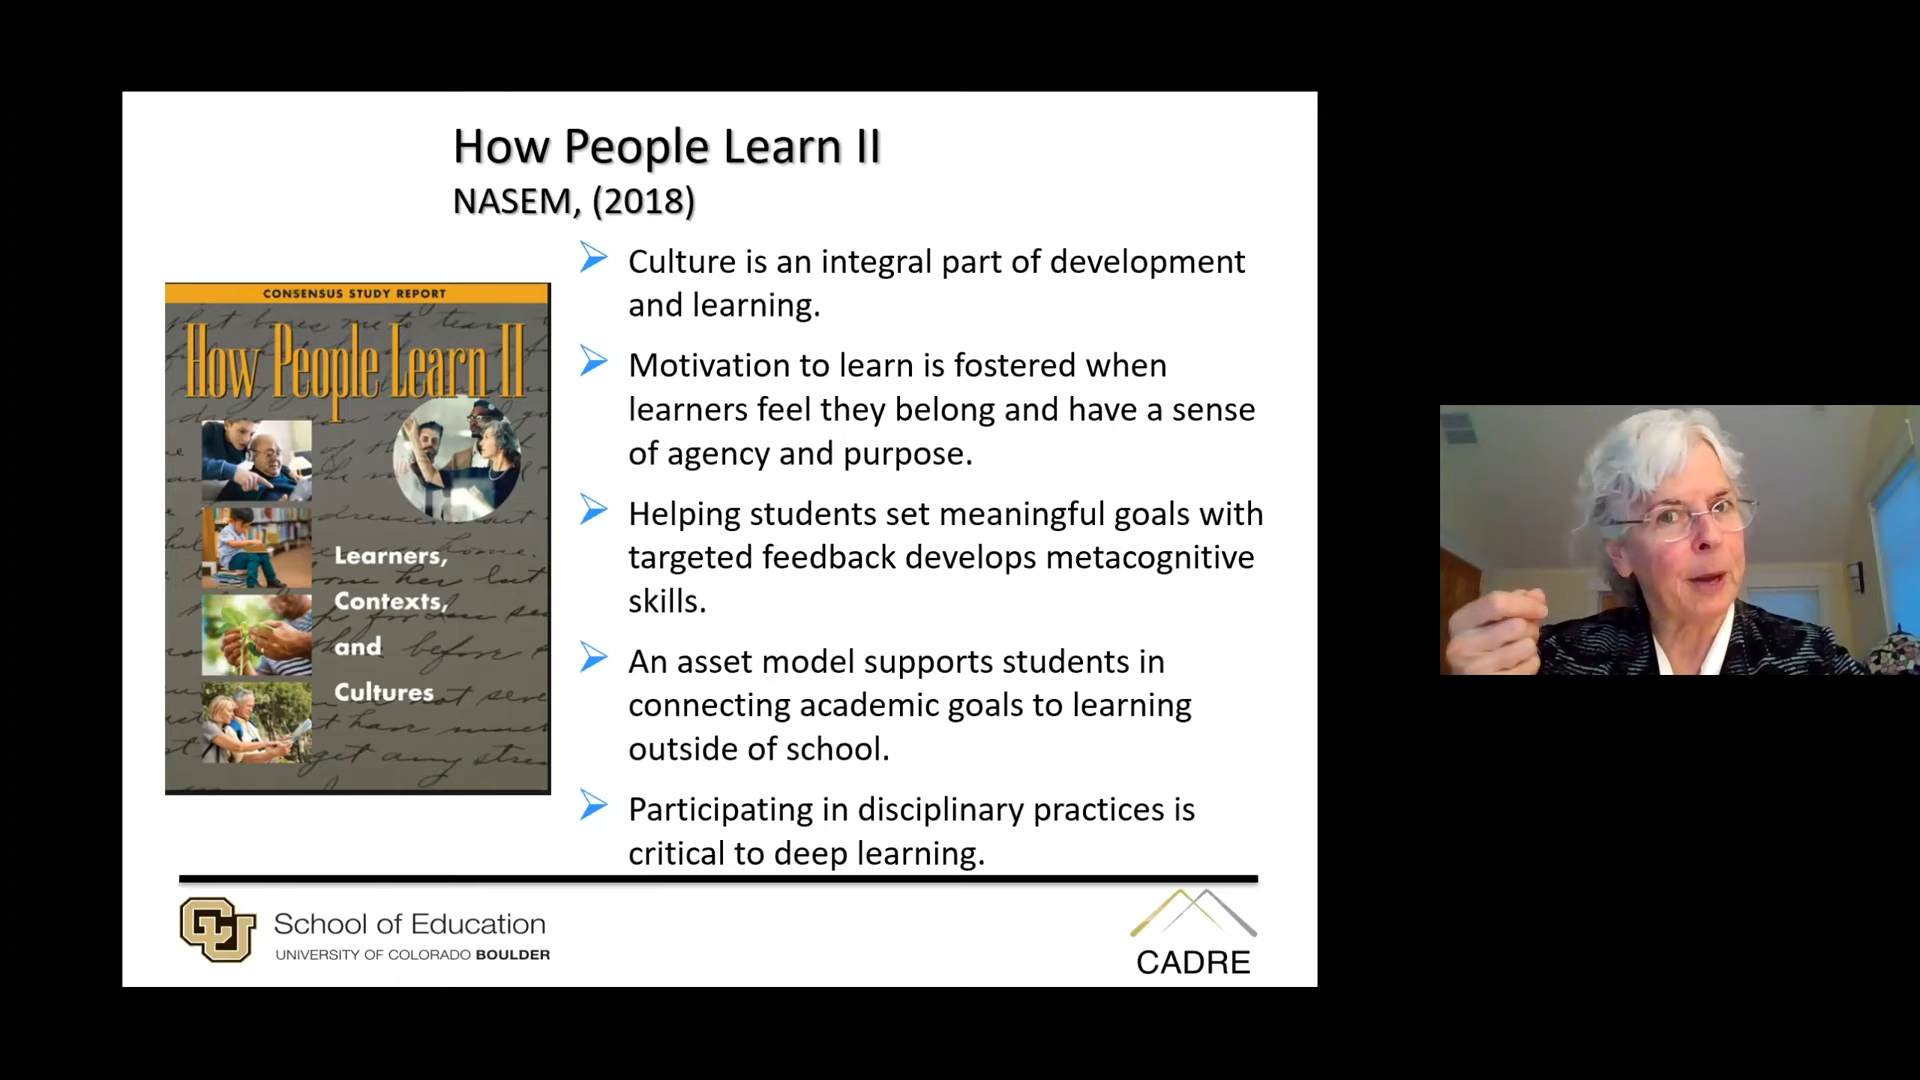 How People Learn II
NASEM, (2018)
Culture is an integral part of development
and learning.
Motivation to learn is fostered when
learners feel they belong and have a sense
of agency and purpose.
Helping students set meaningful goals with
targeted feedback develops metacognitive
skills.
An asset model supports students in
connecting academic goals to learning
outside of school.
Participating in disciplinary practices is
critical to deep learning.
CONSENSUS STUDY REPORT
How People Learn II
Learners,
Contexts,
and
Cultures
CU
School of Education
UNIVERSITY OF COLORADO BOULDER
CADRE